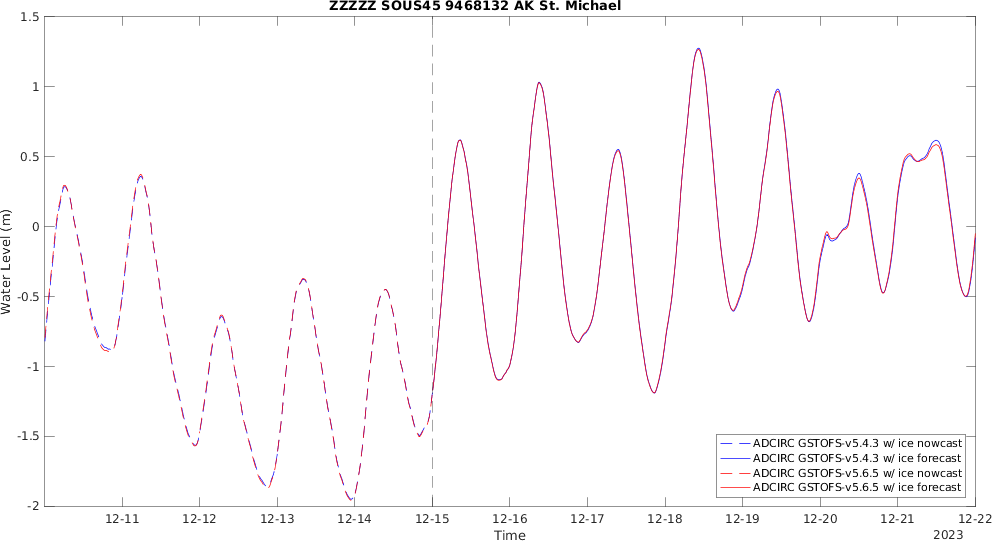 ZZZZZ SOUS45 9468132 AK St. Michael
1.5
1
0.5
0
-0.5
-1
-1.5
-2
Water Level (m)
12-11 12-12 12-13 12-14 12-15 12-16 12-17 12-18 12-19 12-20 12-21 12-22
Time
2023
ADCIRC GSTOFS-v5.4.3 w/ ice nowcast
ADCIRC GSTOFS-v5.4.3 w/ ice forecast
ADCIRC GSTOFS-v5.6.5 w/ ice nowcast
ADCIRC GSTOFS-v5.6.5 w/ ice forecast